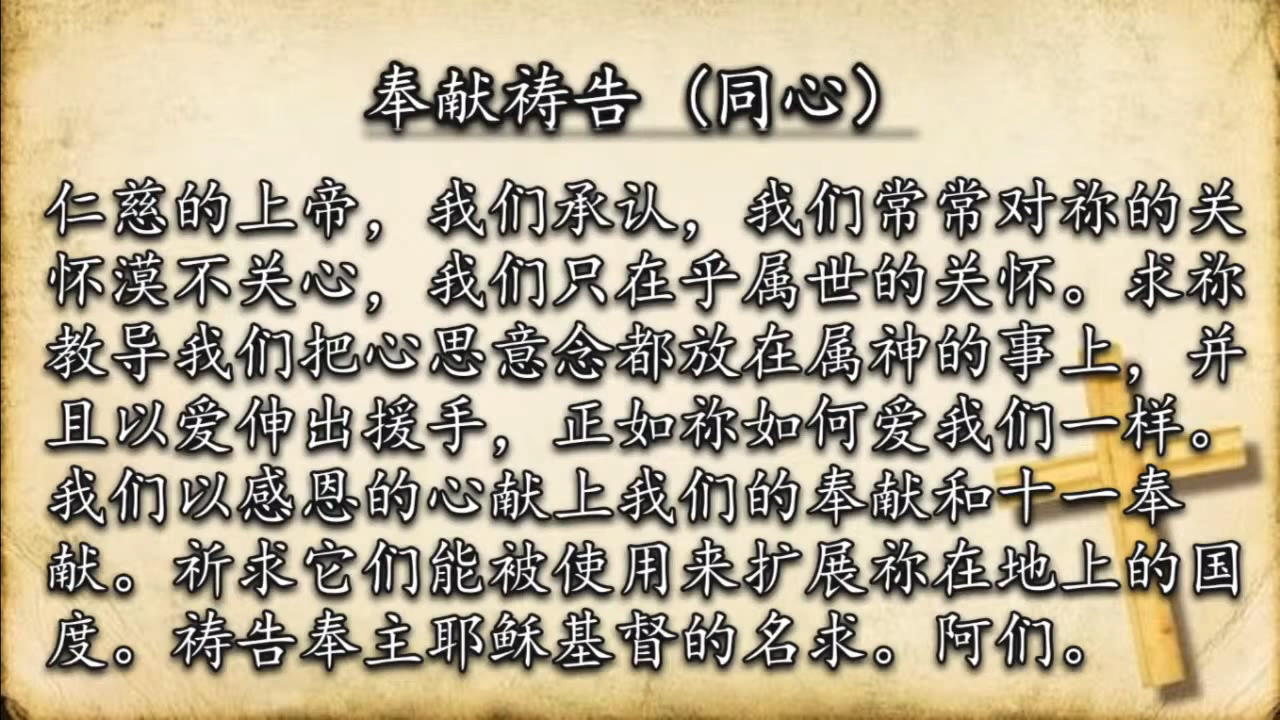 奉献祷告（同心）
仁慈的上帝，我们承认，我们常常对祢的关
怀漠不关心，我们只在乎属世的关怀。求祢
教导我们把心思意念都放在属神的事上，并
且以爱伸出援手，正如祢如何爱我们一样。
我们以感恩的心献上我们的奉献和十一奉
献。祈求它们能被使用来扩展祢在地上的国
度。祷告奉主耶稣基督的名求。阿们。